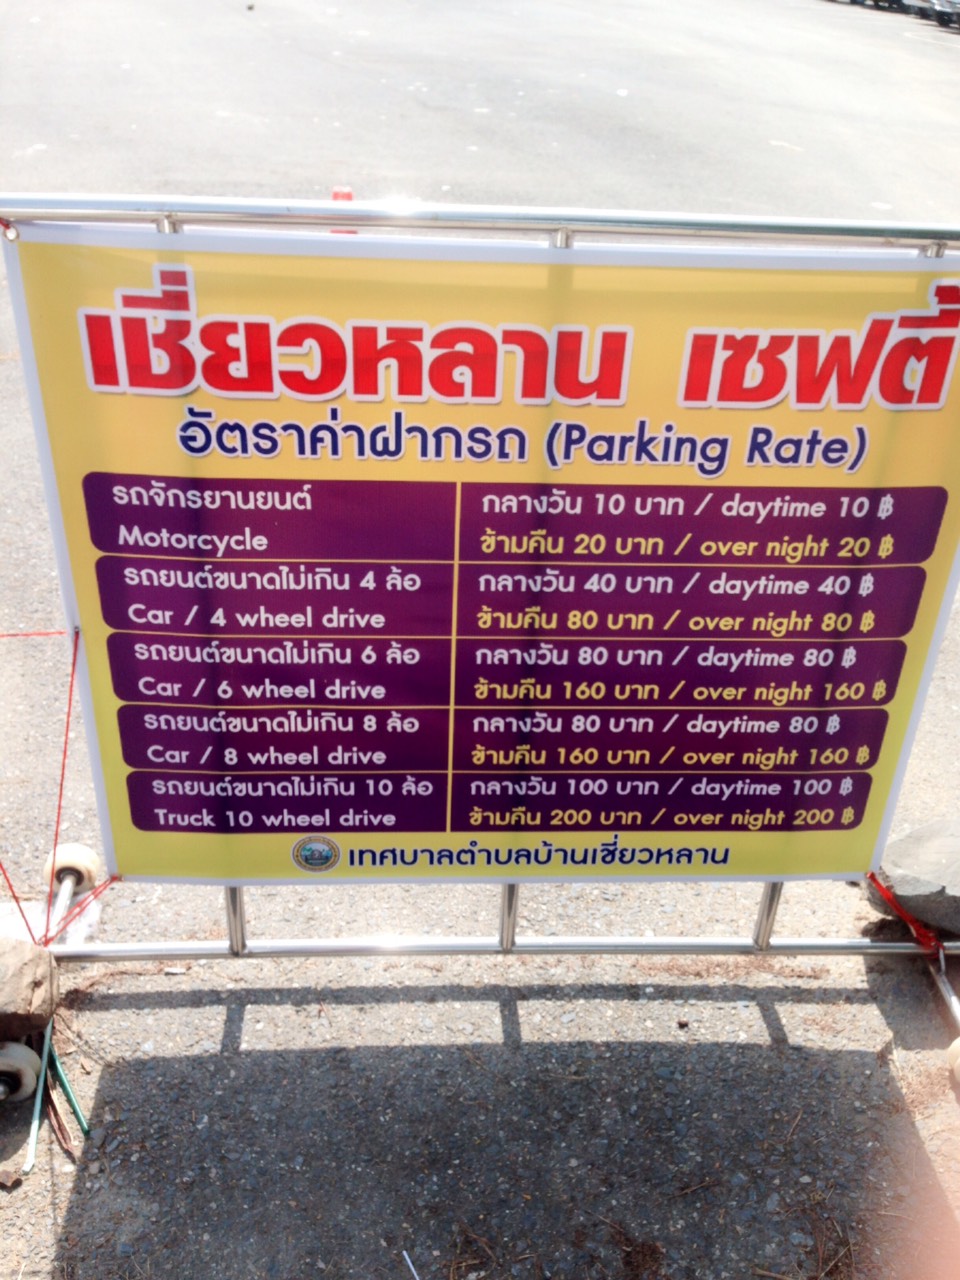 เชี่ยวหลาน เซฟตี้
อัตราค่าฝากรถ (Parking Rate)
รถจักรยานยนต์
Motorcycle
กลางวัน 10 บาท / daytime 10 ฿
ข้ามคืน 20 บาท / over night 20 ฿
รถยนต์ขนาดไม่เกิน 4 ล้อ
Car / 4 wheel drive
กลางวัน 40 บาท / daytime 40 ฿
ข้ามคืน 80 บาท / over night 80 ฿
รถยนต์ขนาดไม่เกิน 6 ล้อ
Car / 6 wheel drive
กลางวัน 80 บาท / daytime 80 ฿
ข้ามคืน 160 บาท / over night 160 ฿
รถยนต์ขนาดไม่เกิน 8 ล้อ
Car / 8 wheel drive
กลางวัน 80 บาท / daytime 80 ฿
ข้ามคืน 160 บาท / over night 160 ฿
รถยนต์ขนาดไม่เกิน 10 ล้อ
Truck 10 wheel drive
กลางวัน 100 บาท / daytime 100 ฿
ข้ามคืน 200 บาท / over night 200 ฿
เทศบาลตำบลบ้านเชี่ยวหลาน